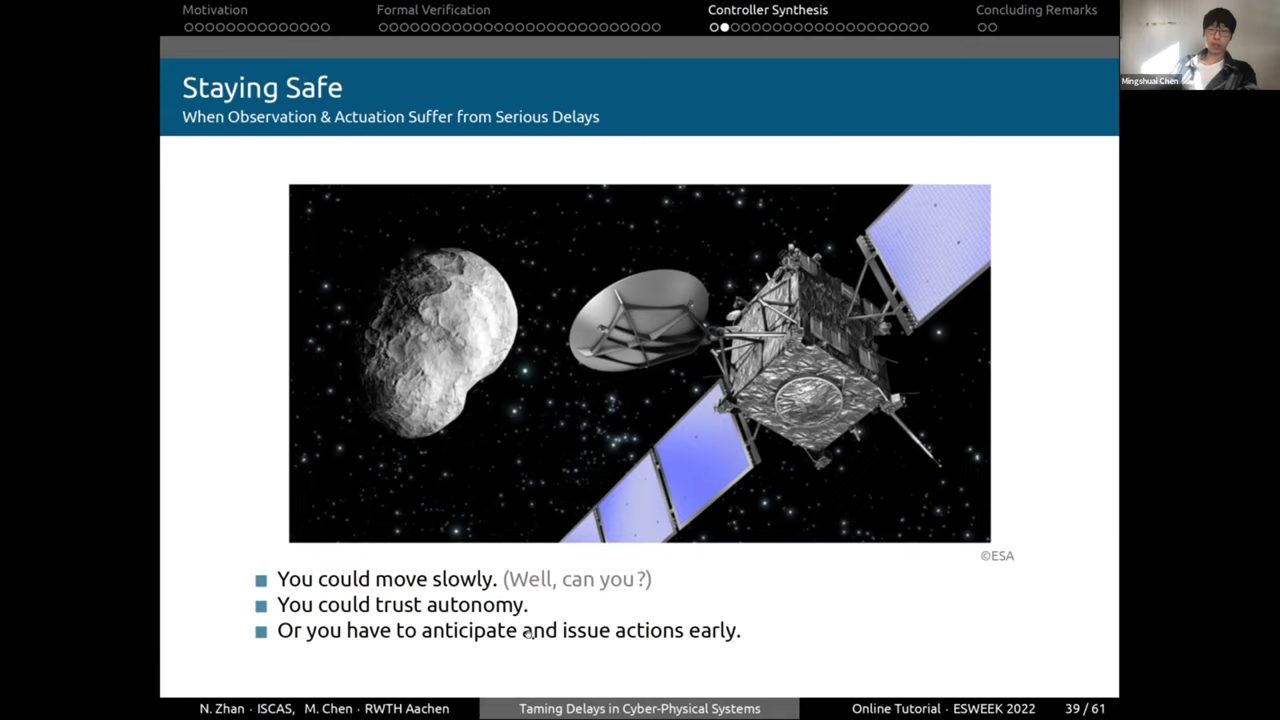 Motivation
Formal Verification
Controller Synthesis
Concluding Remarks
Mingshuai Chen
Staying Safe
When Observation & Actuation Suffer from Serious Delays
©ESA
You could move slowly. (Well, can you?)
You could trust autonomy.
Or you have to anticipate and issue actions early.
N. Zhan · ISCAS, M. Chen · RWTH Aachen
Taming Delays in Cyber-Physical Systems
Online Tutorial · ESWEEK 2022
39 / 61